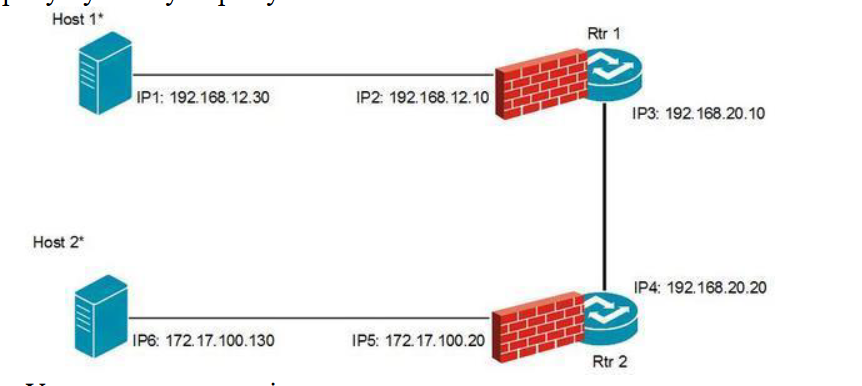 Host 1*
Rtr 1
IP1: 192.168.12.30
IP2: 192.168.12.10
IP3: 192.168.20.10
Host 2*
IP4: 192.168.20.20
IP6: 172.17.100.130
IP5: 172.17.100.20
Rtr 2